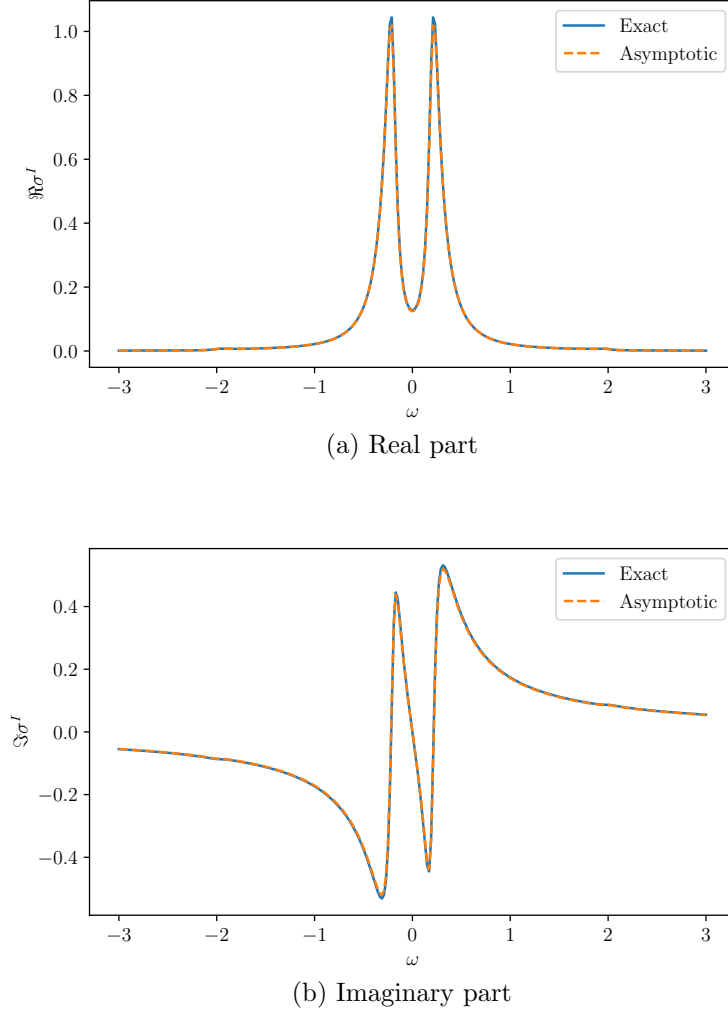 Exact
Asymptotic
1.0
0.8
0.6
0.4
0.2
0.0
ℜσ^I
−3 −2 −1 0 1 2 3
ω
(a) Real part
Exact
Asymptotic
0.4
0.2
0.0
−0.2
−0.4
ℑσ^I
−3 −2 −1 0 1 2 3
ω
(b) Imaginary part